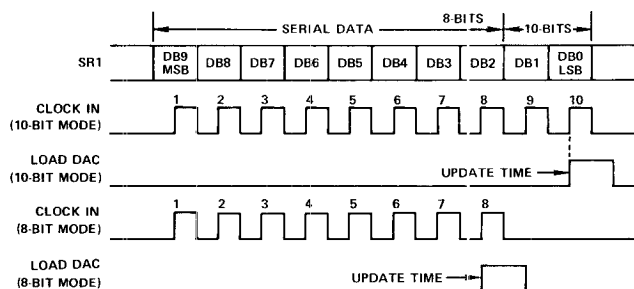 SERIAL DATA 8-BITS 10-BITS
SR1 DB9 MSB DB8 DB7 DB6 DB5 DB4 DB3 DB2 DB1 DB0 LSB
1 2 3 4 5 6 7 8 9 10
CLOCK IN
(10-BIT MODE)
LOAD DAC
(10-BIT MODE)
UPDATE TIME
1 2 3 4 5 6 7 8
CLOCK IN
(8-BIT MODE)
LOAD DAC
(8-BIT MODE)
UPDATE TIME